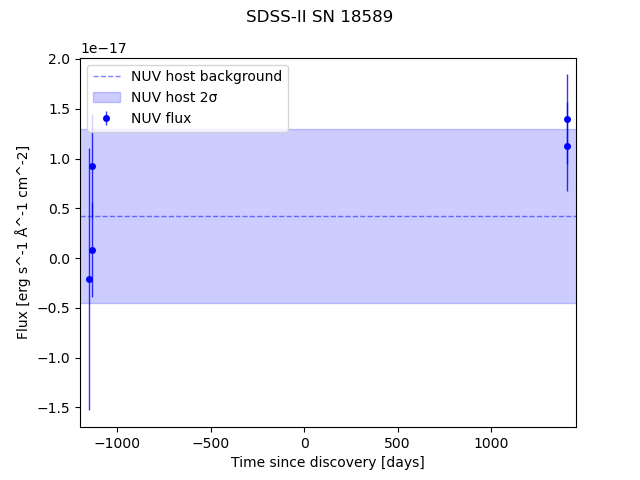 SDSS-II SN 18589
1e−17
NUV host background
NUV host 2σ
NUV flux
2.0
1.5
1.0
0.5
0.0
−0.5
−1.0
−1.5
Flux [erg s^-1 Å^-1 cm^-2]
−1000
−500
0
500
1000
Time since discovery [days]